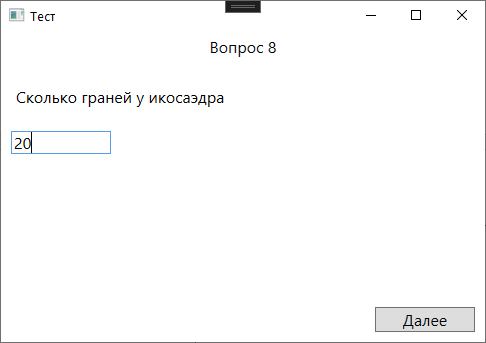 Тест
Вопрос 8
Сколько граней у икосаэдра
20
Далее